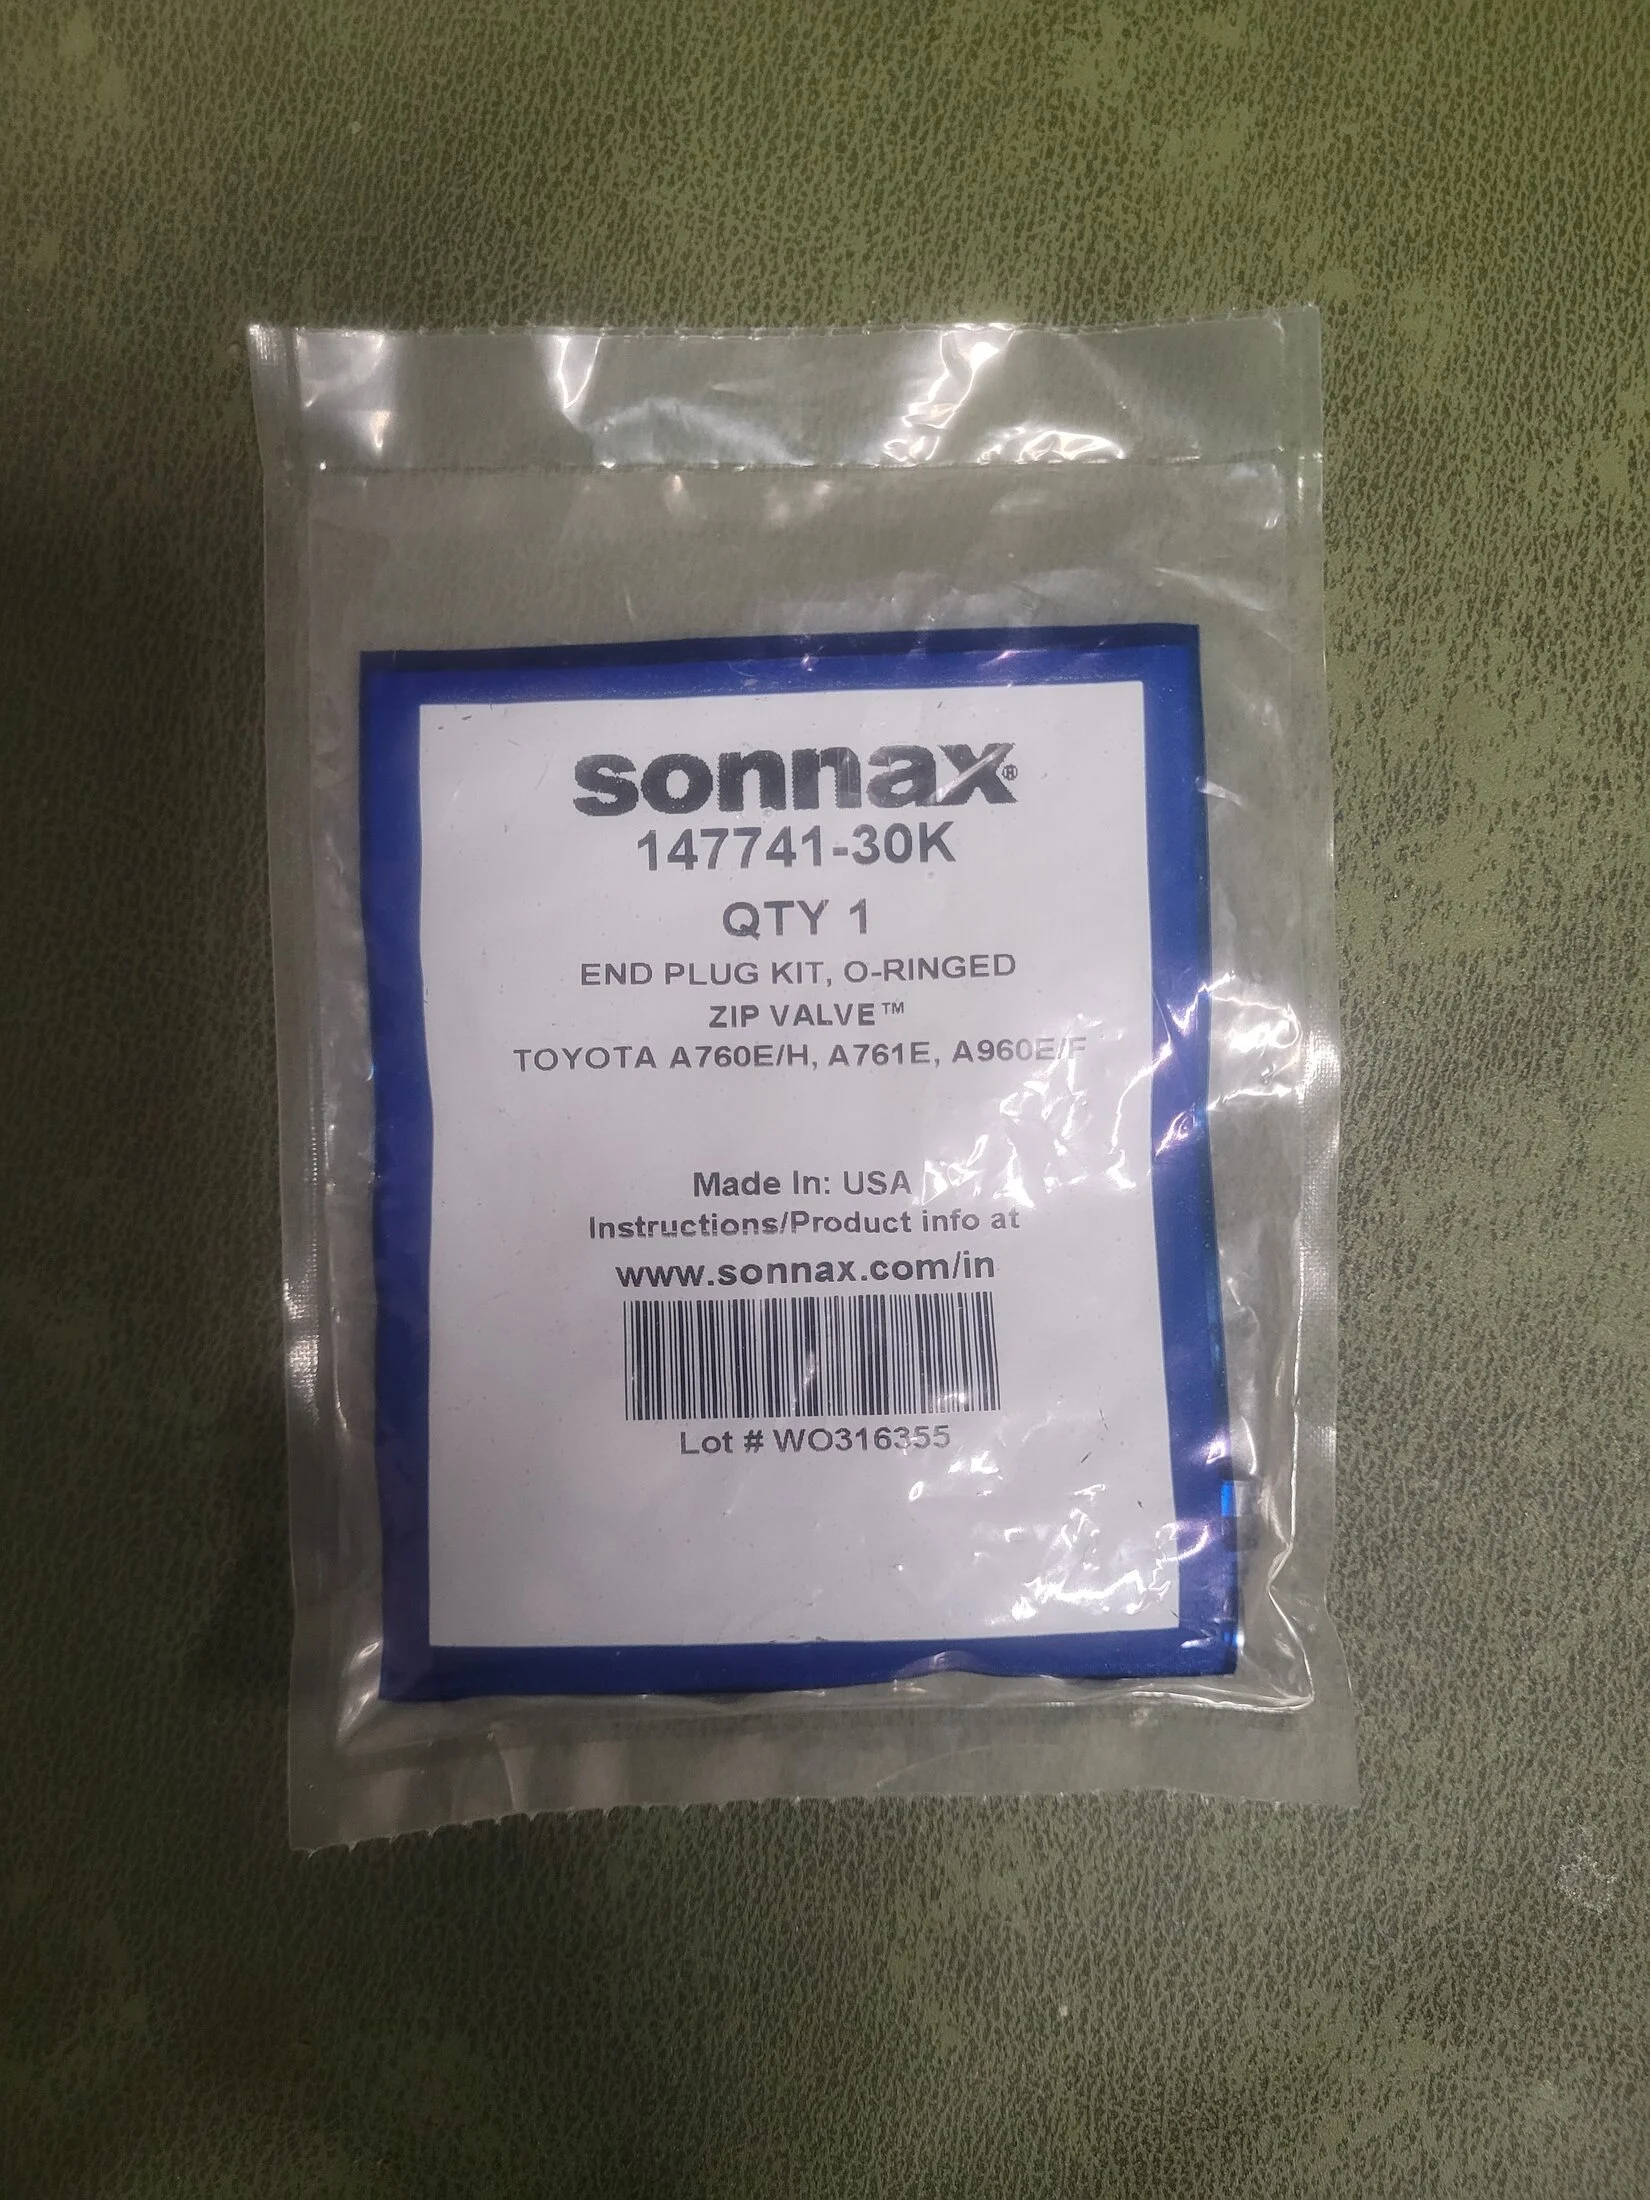 sonnax®
147741-30K
QTY 1
END PLUG KIT, O-RINGED
ZIP VALVE™
TOYOTA A760E/H, A761E, A960E/F
Made In: USA
Instructions/Product info at
www.sonnax.com/in
Lot # WO316355